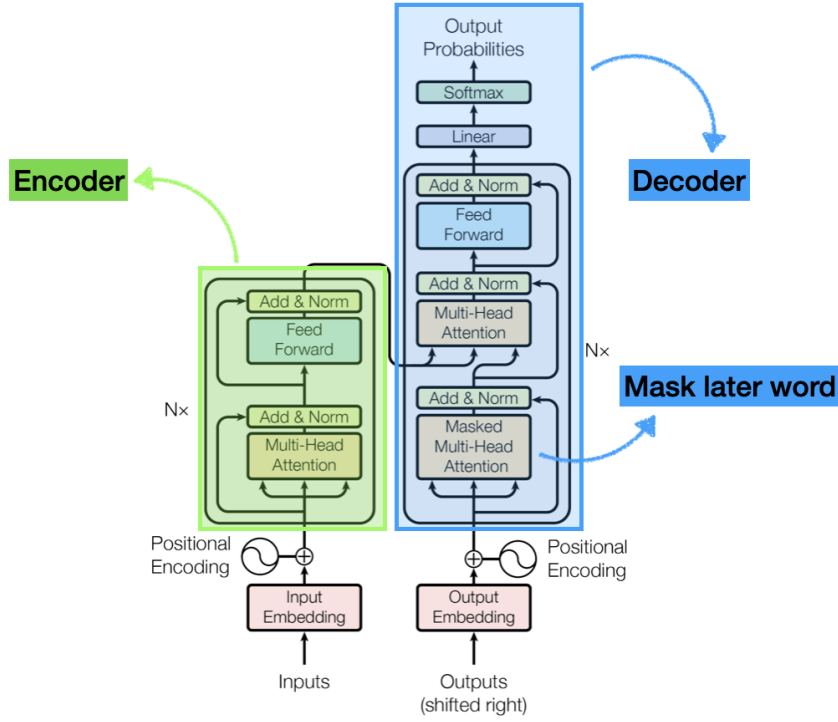 Output
Probabilities
Softmax
Linear
Encoder
Decoder
Add & Norm
Feed
Forward
Add & Norm
Add & Norm
Multi-Head
Attention
Feed
Forward
N×
Mask later word
Add & Norm
N×
Add & Norm
Masked
Multi-Head
Attention
Multi-Head
Attention
Positional
Encoding
Positional
Encoding
Input
Embedding
Output
Embedding
Inputs
Outputs
(shifted right)